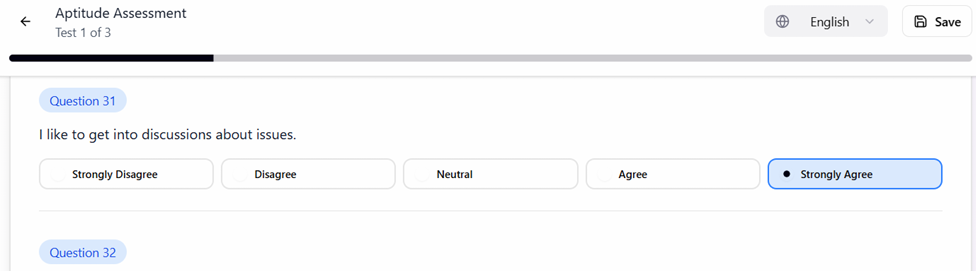 Aptitude Assessment
Test 1 of 3
English
Save
Question 31
I like to get into discussions about issues.
Strongly Disagree
Disagree
Neutral
Agree
Strongly Agree
Question 32